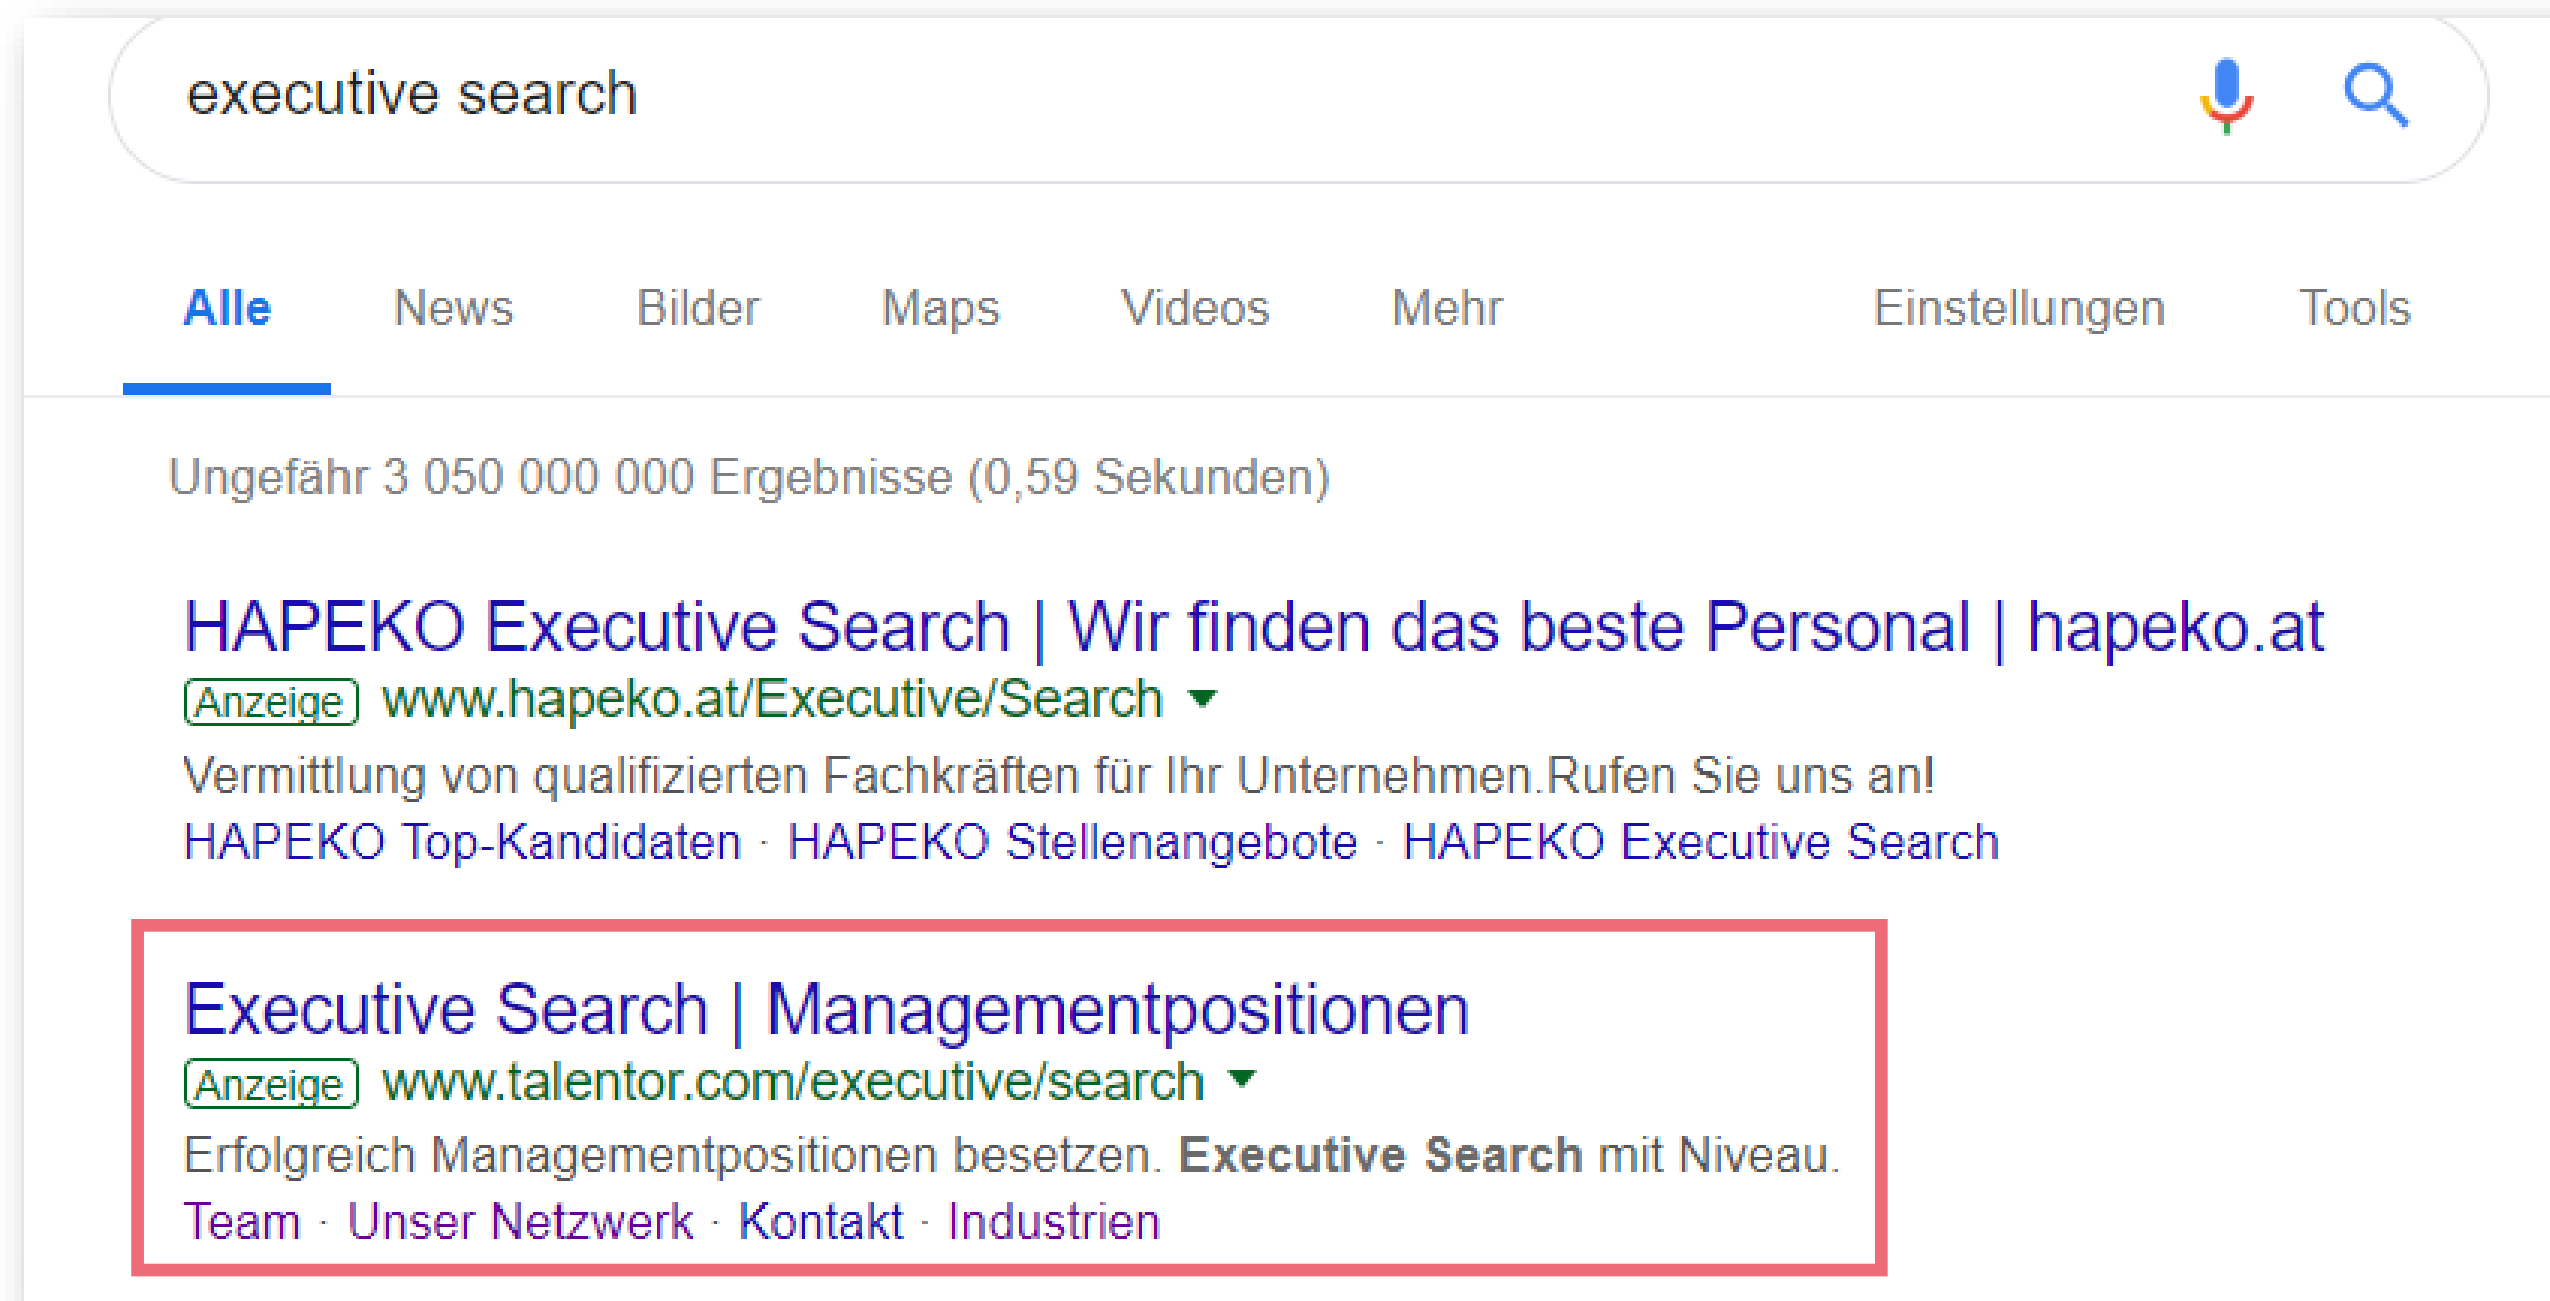 executive search
Alle News Bilder Maps Videos Mehr Einstellungen Tools
Ungefähr 3 050 000 000 Ergebnisse (0,59 Sekunden)
HAPEKO Executive Search | Wir finden das beste Personal | hapeko.at
Anzeige www.hapeko.at/Executive/Search
Vermittlung von qualifizierten Fachkräften für Ihr Unternehmen.Rufen Sie uns an!
HAPEKO Top-Kandidaten · HAPEKO Stellenangebote · HAPEKO Executive Search
Executive Search | Managementpositionen
Anzeige www.talentor.com/executive/search
Erfolgreich Managementpositionen besetzen. Executive Search mit Niveau.
Team · Unser Netzwerk · Kontakt · Industrien